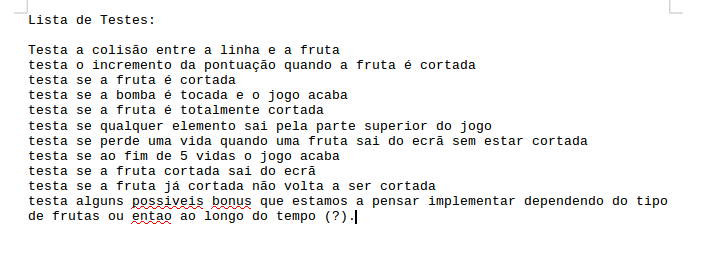 Lista de Testes:
Testa a colisão entre a linha e a fruta
testa o incremento da pontuação quando a fruta é cortada
testa se a fruta é cortada
testa se a bomba é tocada e o jogo acaba
testa se a fruta é totalmente cortada
testa se qualquer elemento sai pela parte superior do jogo
testa se perde uma vida quando uma fruta sai do ecrã sem estar cortada
testa se ao fim de 5 vidas o jogo acaba
testa se a fruta cortada sai do ecrã
testa se a fruta já cortada não volta a ser cortada
testa alguns possiveis bonus que estamos a pensar implementar dependendo do tipo
de frutas ou entao ao longo do tempo (?).